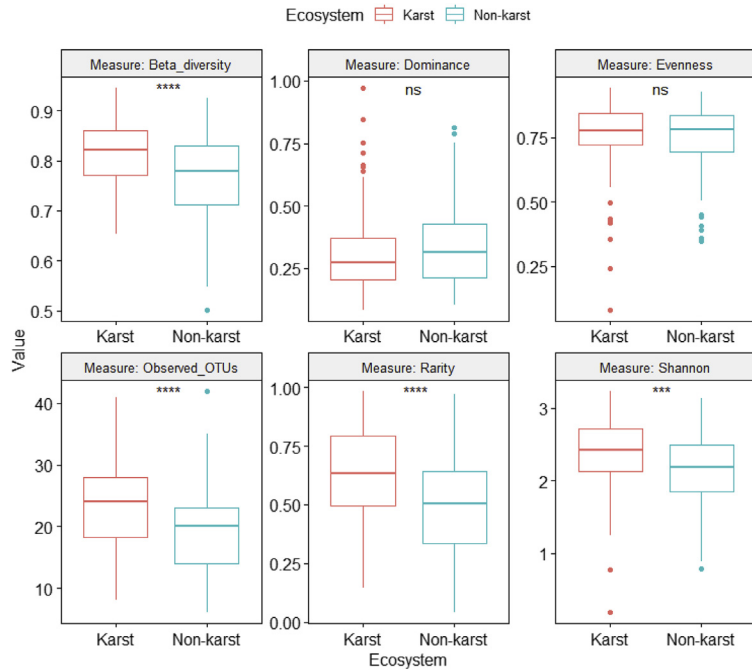 Ecosystem Karst Non-karst
Measure: Beta_diversity
****
0.9
0.8
0.7
0.6
0.5
Karst Non-karst
Measure: Dominance
ns
1.00
0.75
0.50
0.25
Karst Non-karst
Measure: Evenness
ns
0.75
0.50
0.25
Karst Non-karst
Value
Measure: Observed_OTUs
****
40
30
20
10
Karst Non-karst
Measure: Rarity
****
1.00
0.75
0.50
0.25
0.00
Karst Non-karst
Measure: Shannon
***
3
2
1
Karst Non-karst
Ecosystem